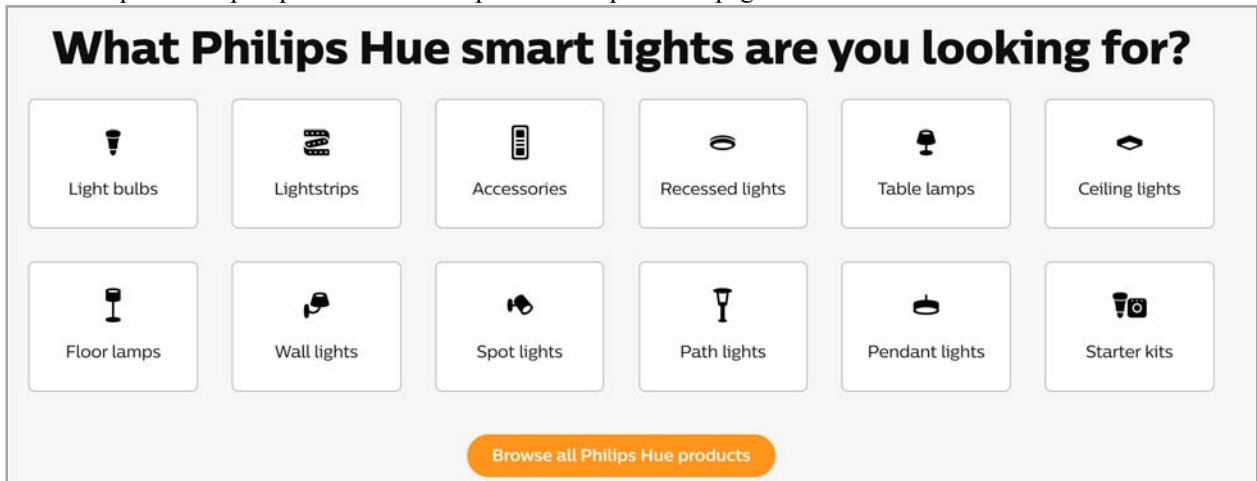 What Philips Hue smart lights are you looking for?
Light bulbs
Lightstrips
Accessories
Recessed lights
Table lamps
Ceiling lights
Floor lamps
Wall lights
Spot lights
Path lights
Pendant lights
Starter kits
Browse all Philips Hue products